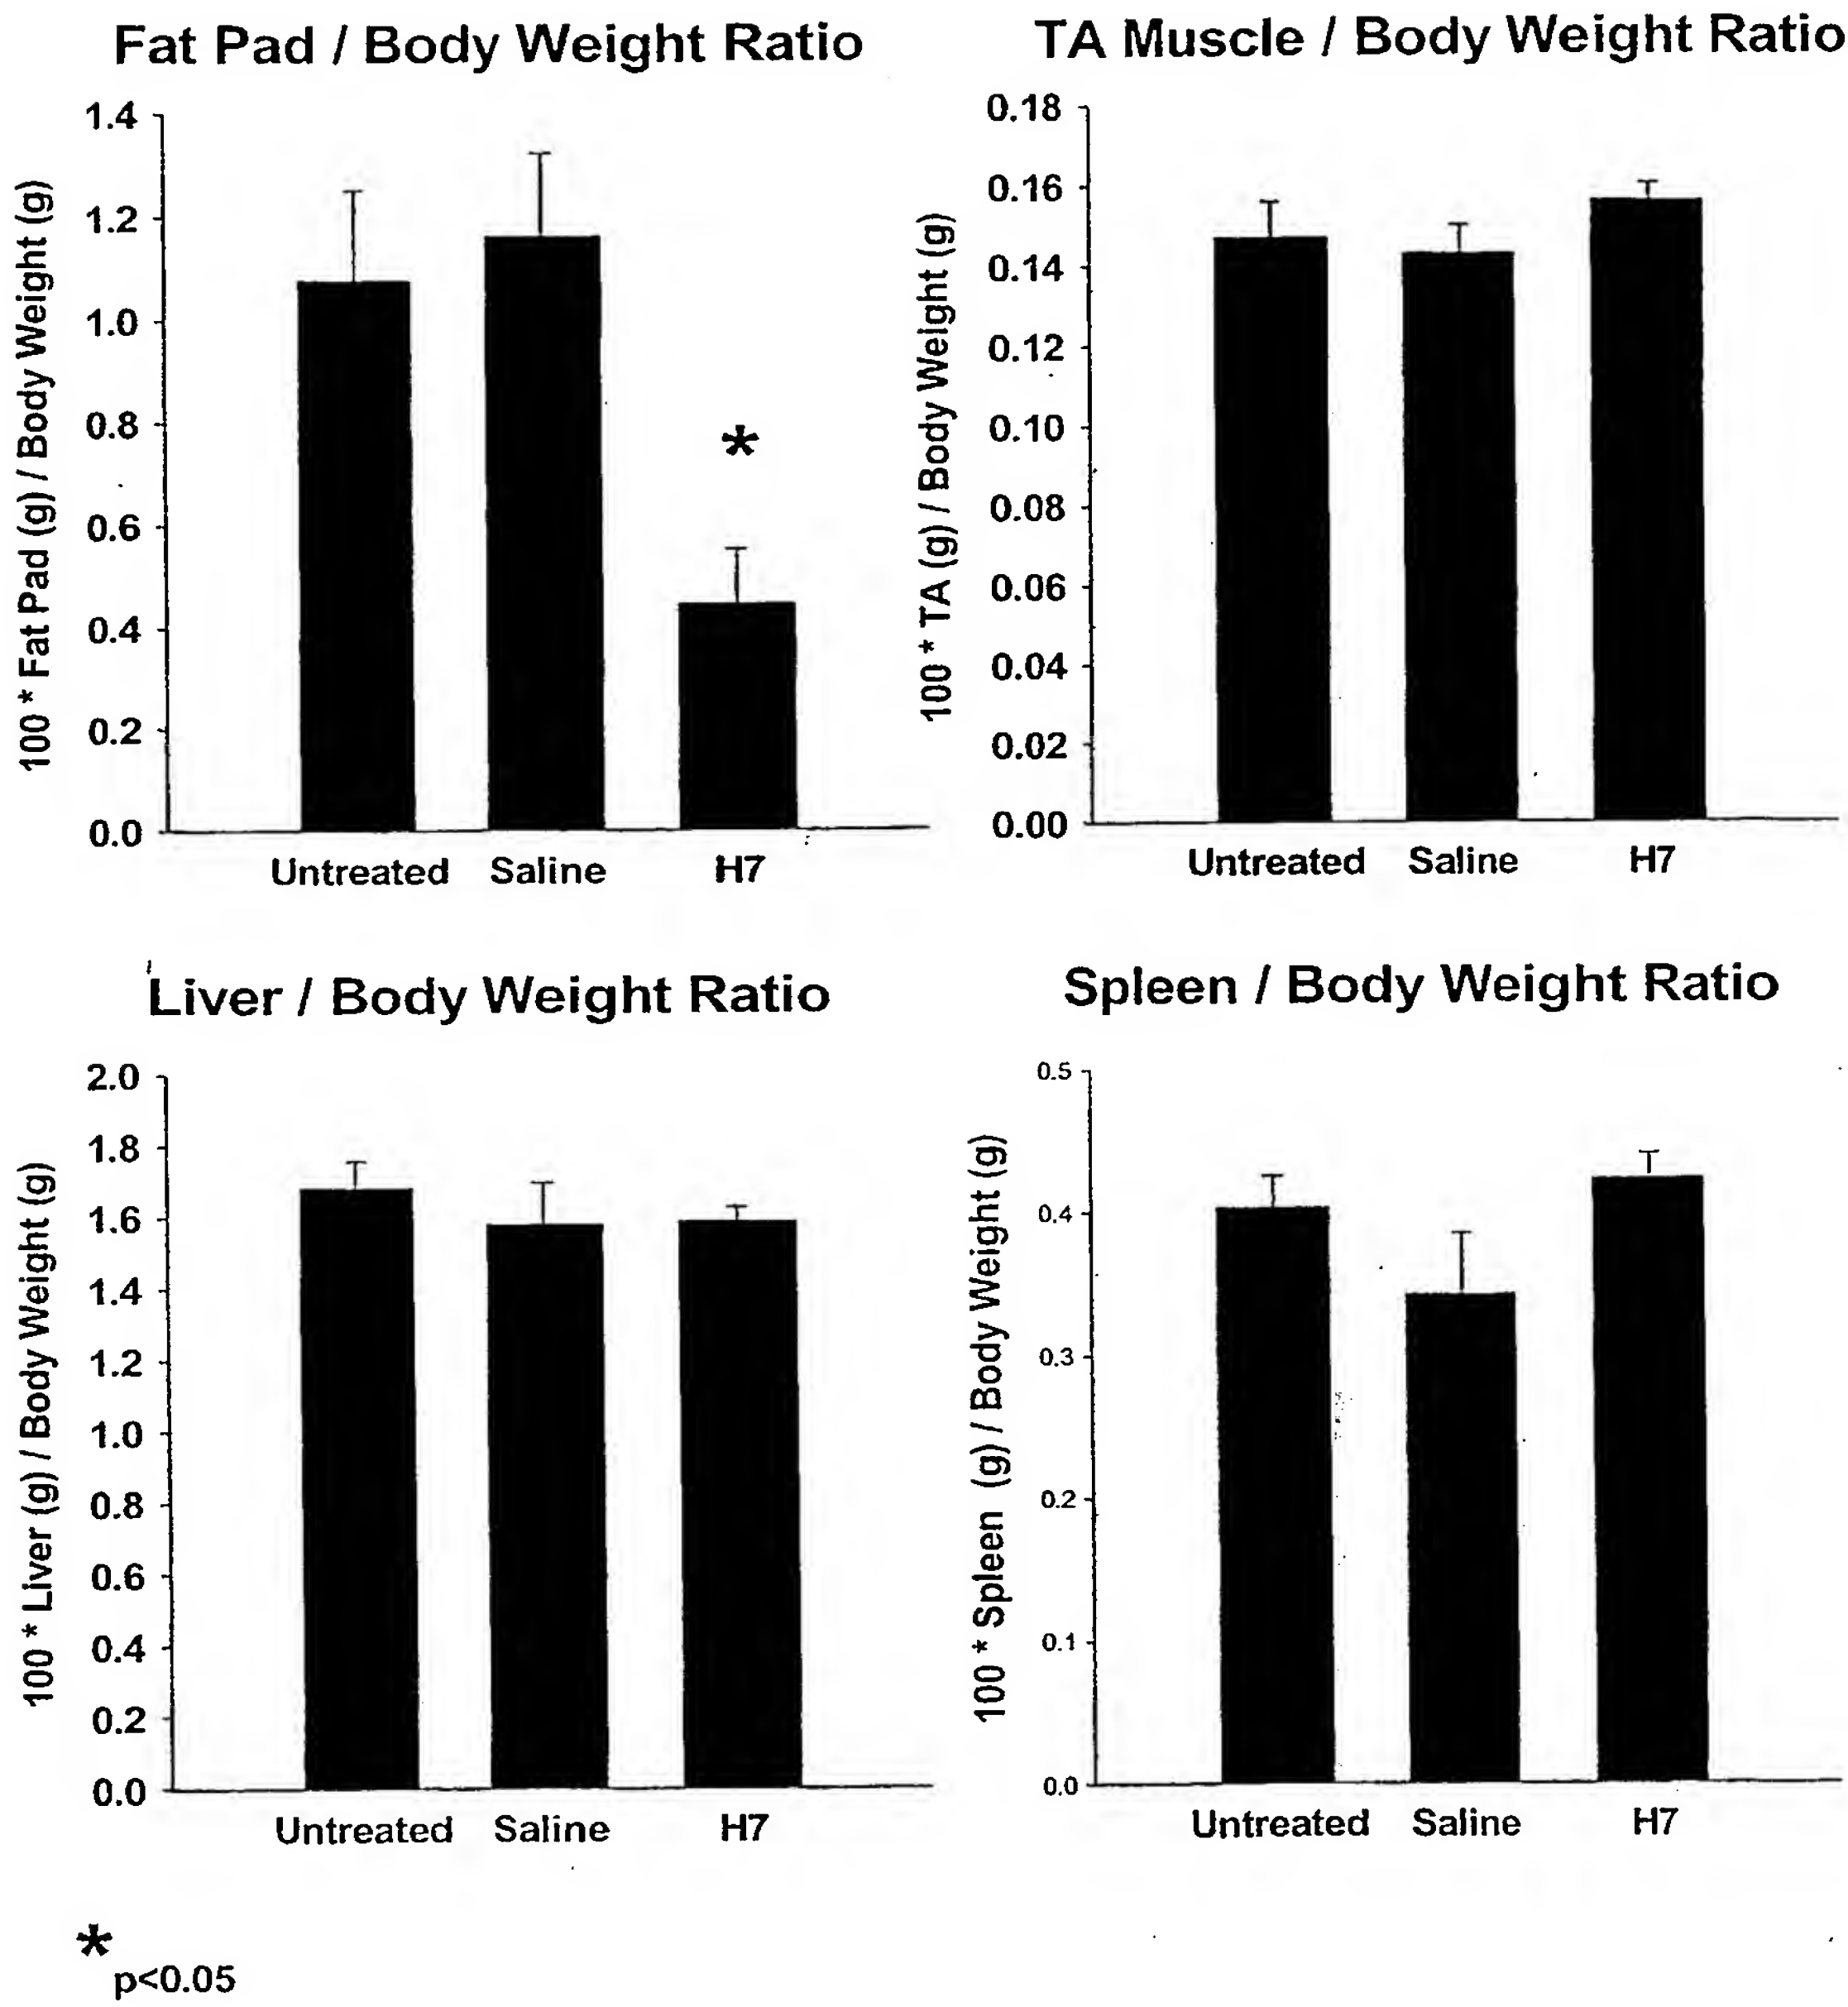 Fat Pad / Body Weight Ratio
100 * Fat Pad (g) / Body Weight (g)
1.4
1.2
1.0
0.8
0.6
0.4
0.2
0.0
*
Untreated Saline H7
TA Muscle / Body Weight Ratio
100 * TA (g) / Body Weight (g)
0.18
0.16
0.14
0.12
0.10
0.08
0.06
0.04
0.02
0.00
Untreated Saline H7
Liver / Body Weight Ratio
100 * Liver (g) / Body Weight (g)
2.0
1.8
1.6
1.4
1.2
1.0
0.8
0.6
0.4
0.2
0.0
Untreated Saline H7
Spleen / Body Weight Ratio
100 * Spleen (g) / Body Weight (g)
0.5
0.4
0.3
0.2
0.1
0.0
Untreated Saline H7
*
p<0.05